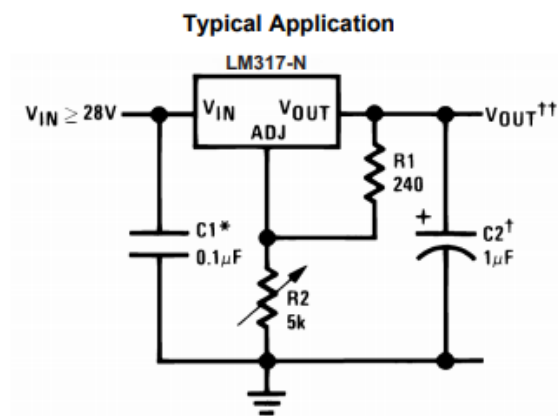 Typical Application
LM317-N
V_IN ≥ 28V
V_IN
V_OUT
V_OUT††
ADJ
R1
240
C1*
0.1μF
+
C2†
1μF
R2
5k